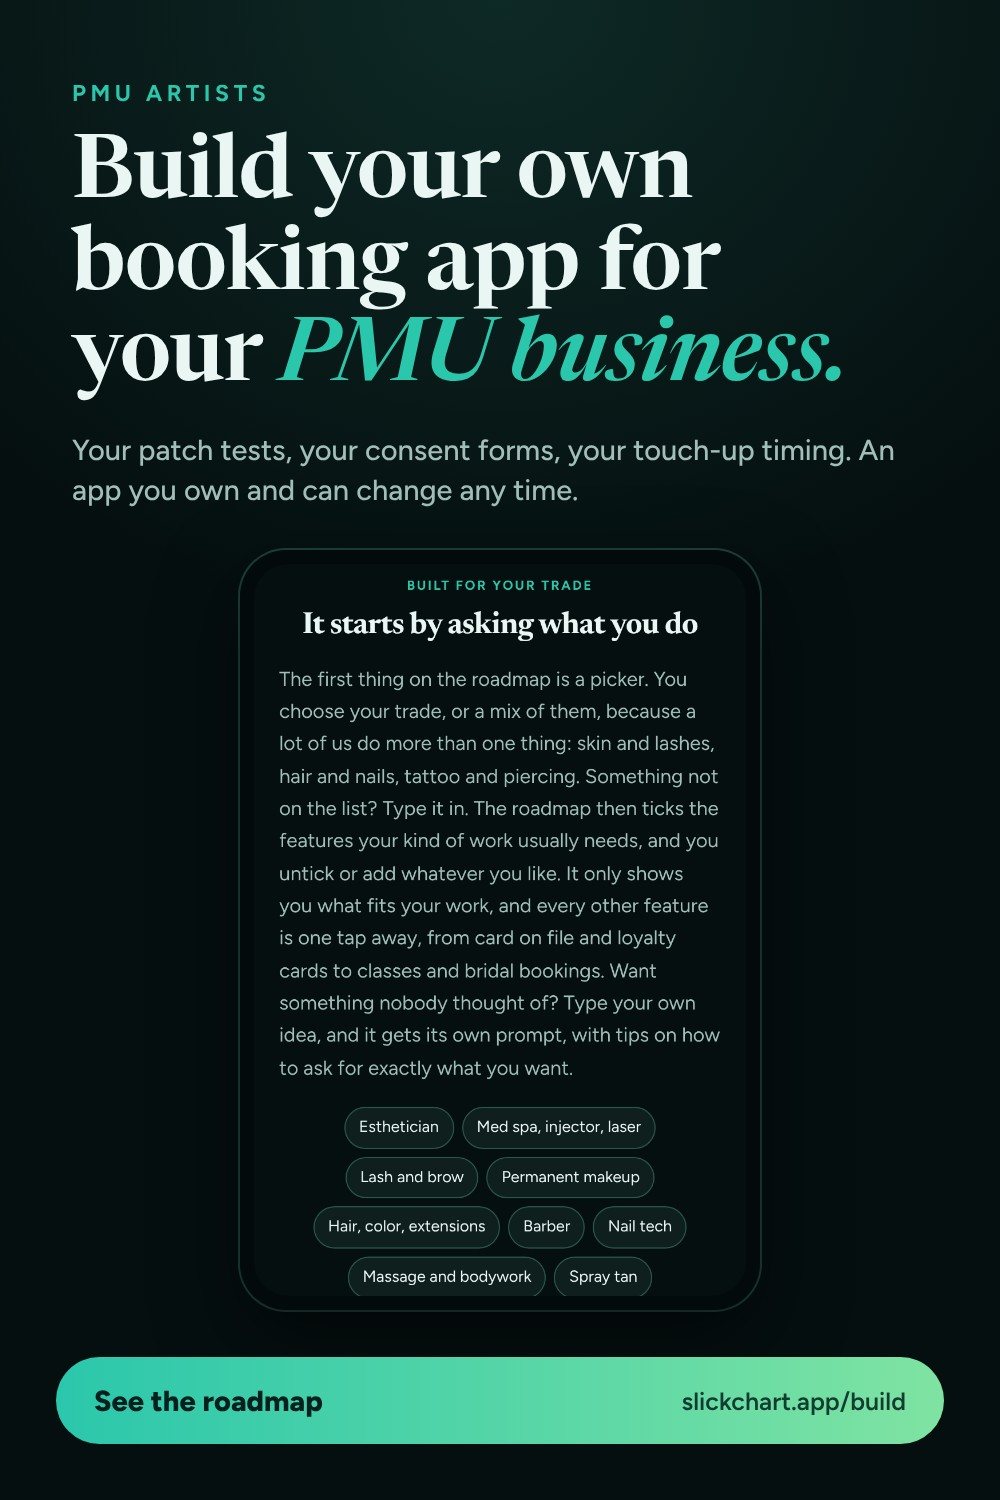 PMU ARTISTS
Build your own
booking app for
your PMU business.
Your patch tests, your consent forms, your touch-up timing. An
app you own and can change any time.
BUILT FOR YOUR TRADE
It starts by asking what you do
The first thing on the roadmap is a picker. You
choose your trade, or a mix of them, because a
lot of us do more than one thing: skin and lashes,
hair and nails, tattoo and piercing. Something not
on the list? Type it in. The roadmap then ticks the
features your kind of work usually needs, and you
untick or add whatever you like. It only shows
you what fits your work, and every other feature
is one tap away, from card on file and loyalty
cards to classes and bridal bookings. Want
something nobody thought of? Type your own
idea, and it gets its own prompt, with tips on how
to ask for exactly what you want.
Esthetician Med spa, injector, laser
Lash and brow Permanent makeup
Hair, color, extensions Barber Nail tech
Massage and bodywork Spray tan
See the roadmap slickchart.app/build